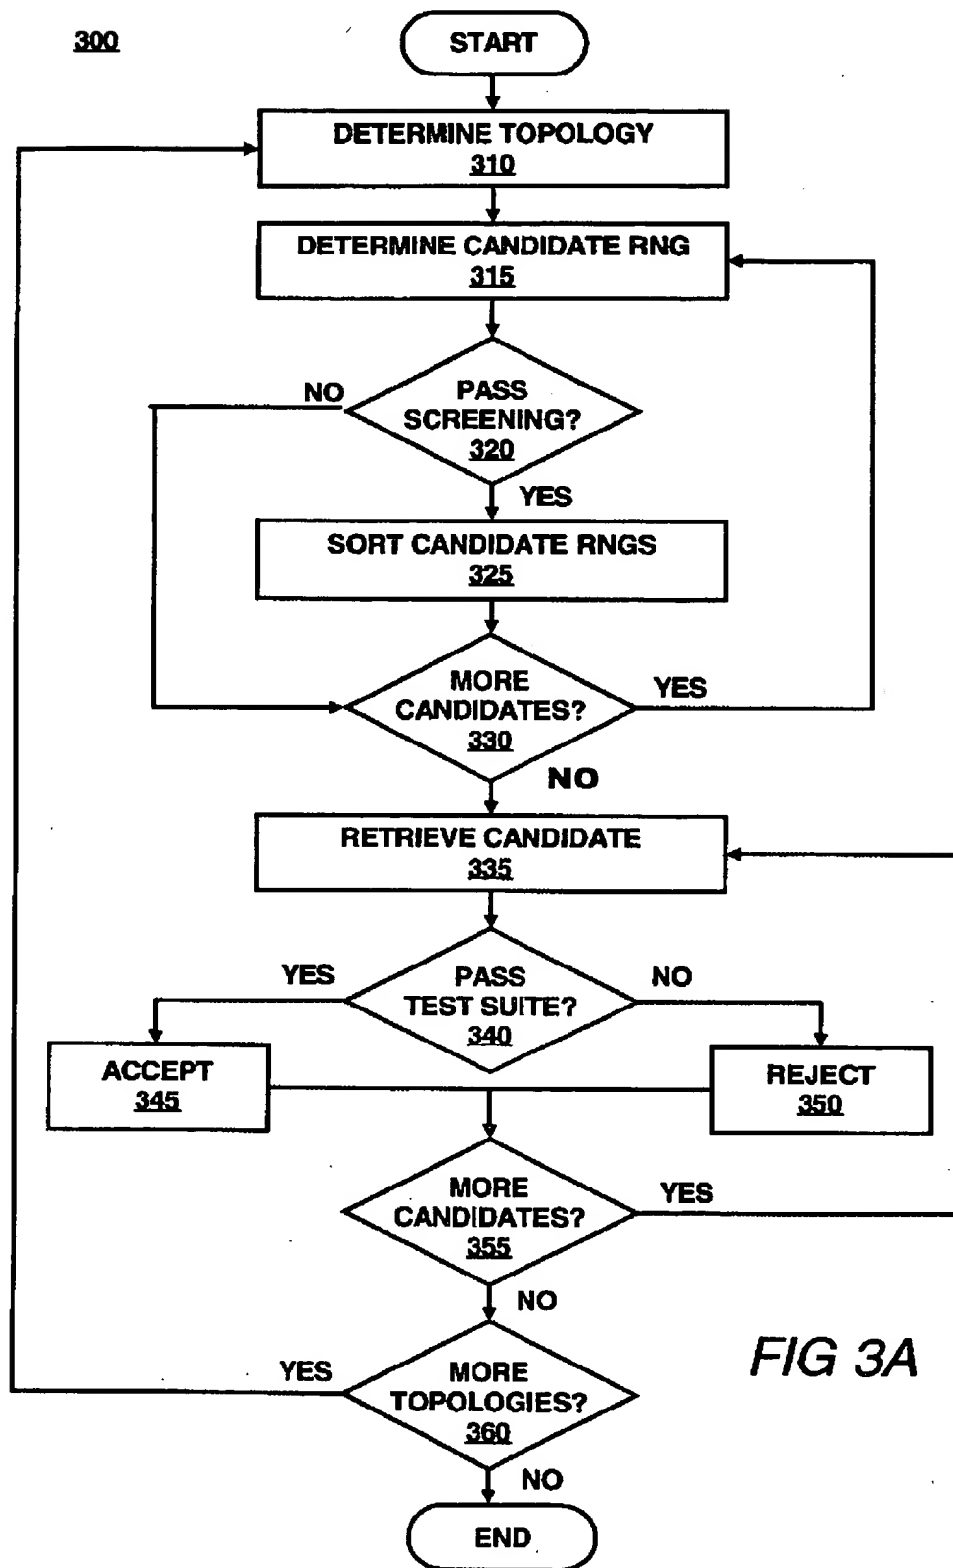 300
START
DETERMINE TOPOLOGY
310
DETERMINE CANDIDATE RNG
315
NO
PASS
SCREENING?
320
YES
SORT CANDIDATE RNGS
325
MORE
CANDIDATES?
330
YES
NO
RETRIEVE CANDIDATE
335
YES
PASS
TEST SUITE?
340
NO
ACCEPT
345
REJECT
350
MORE
CANDIDATES?
355
YES
NO
YES
MORE
TOPOLOGIES?
360
FIG 3A
NO
END